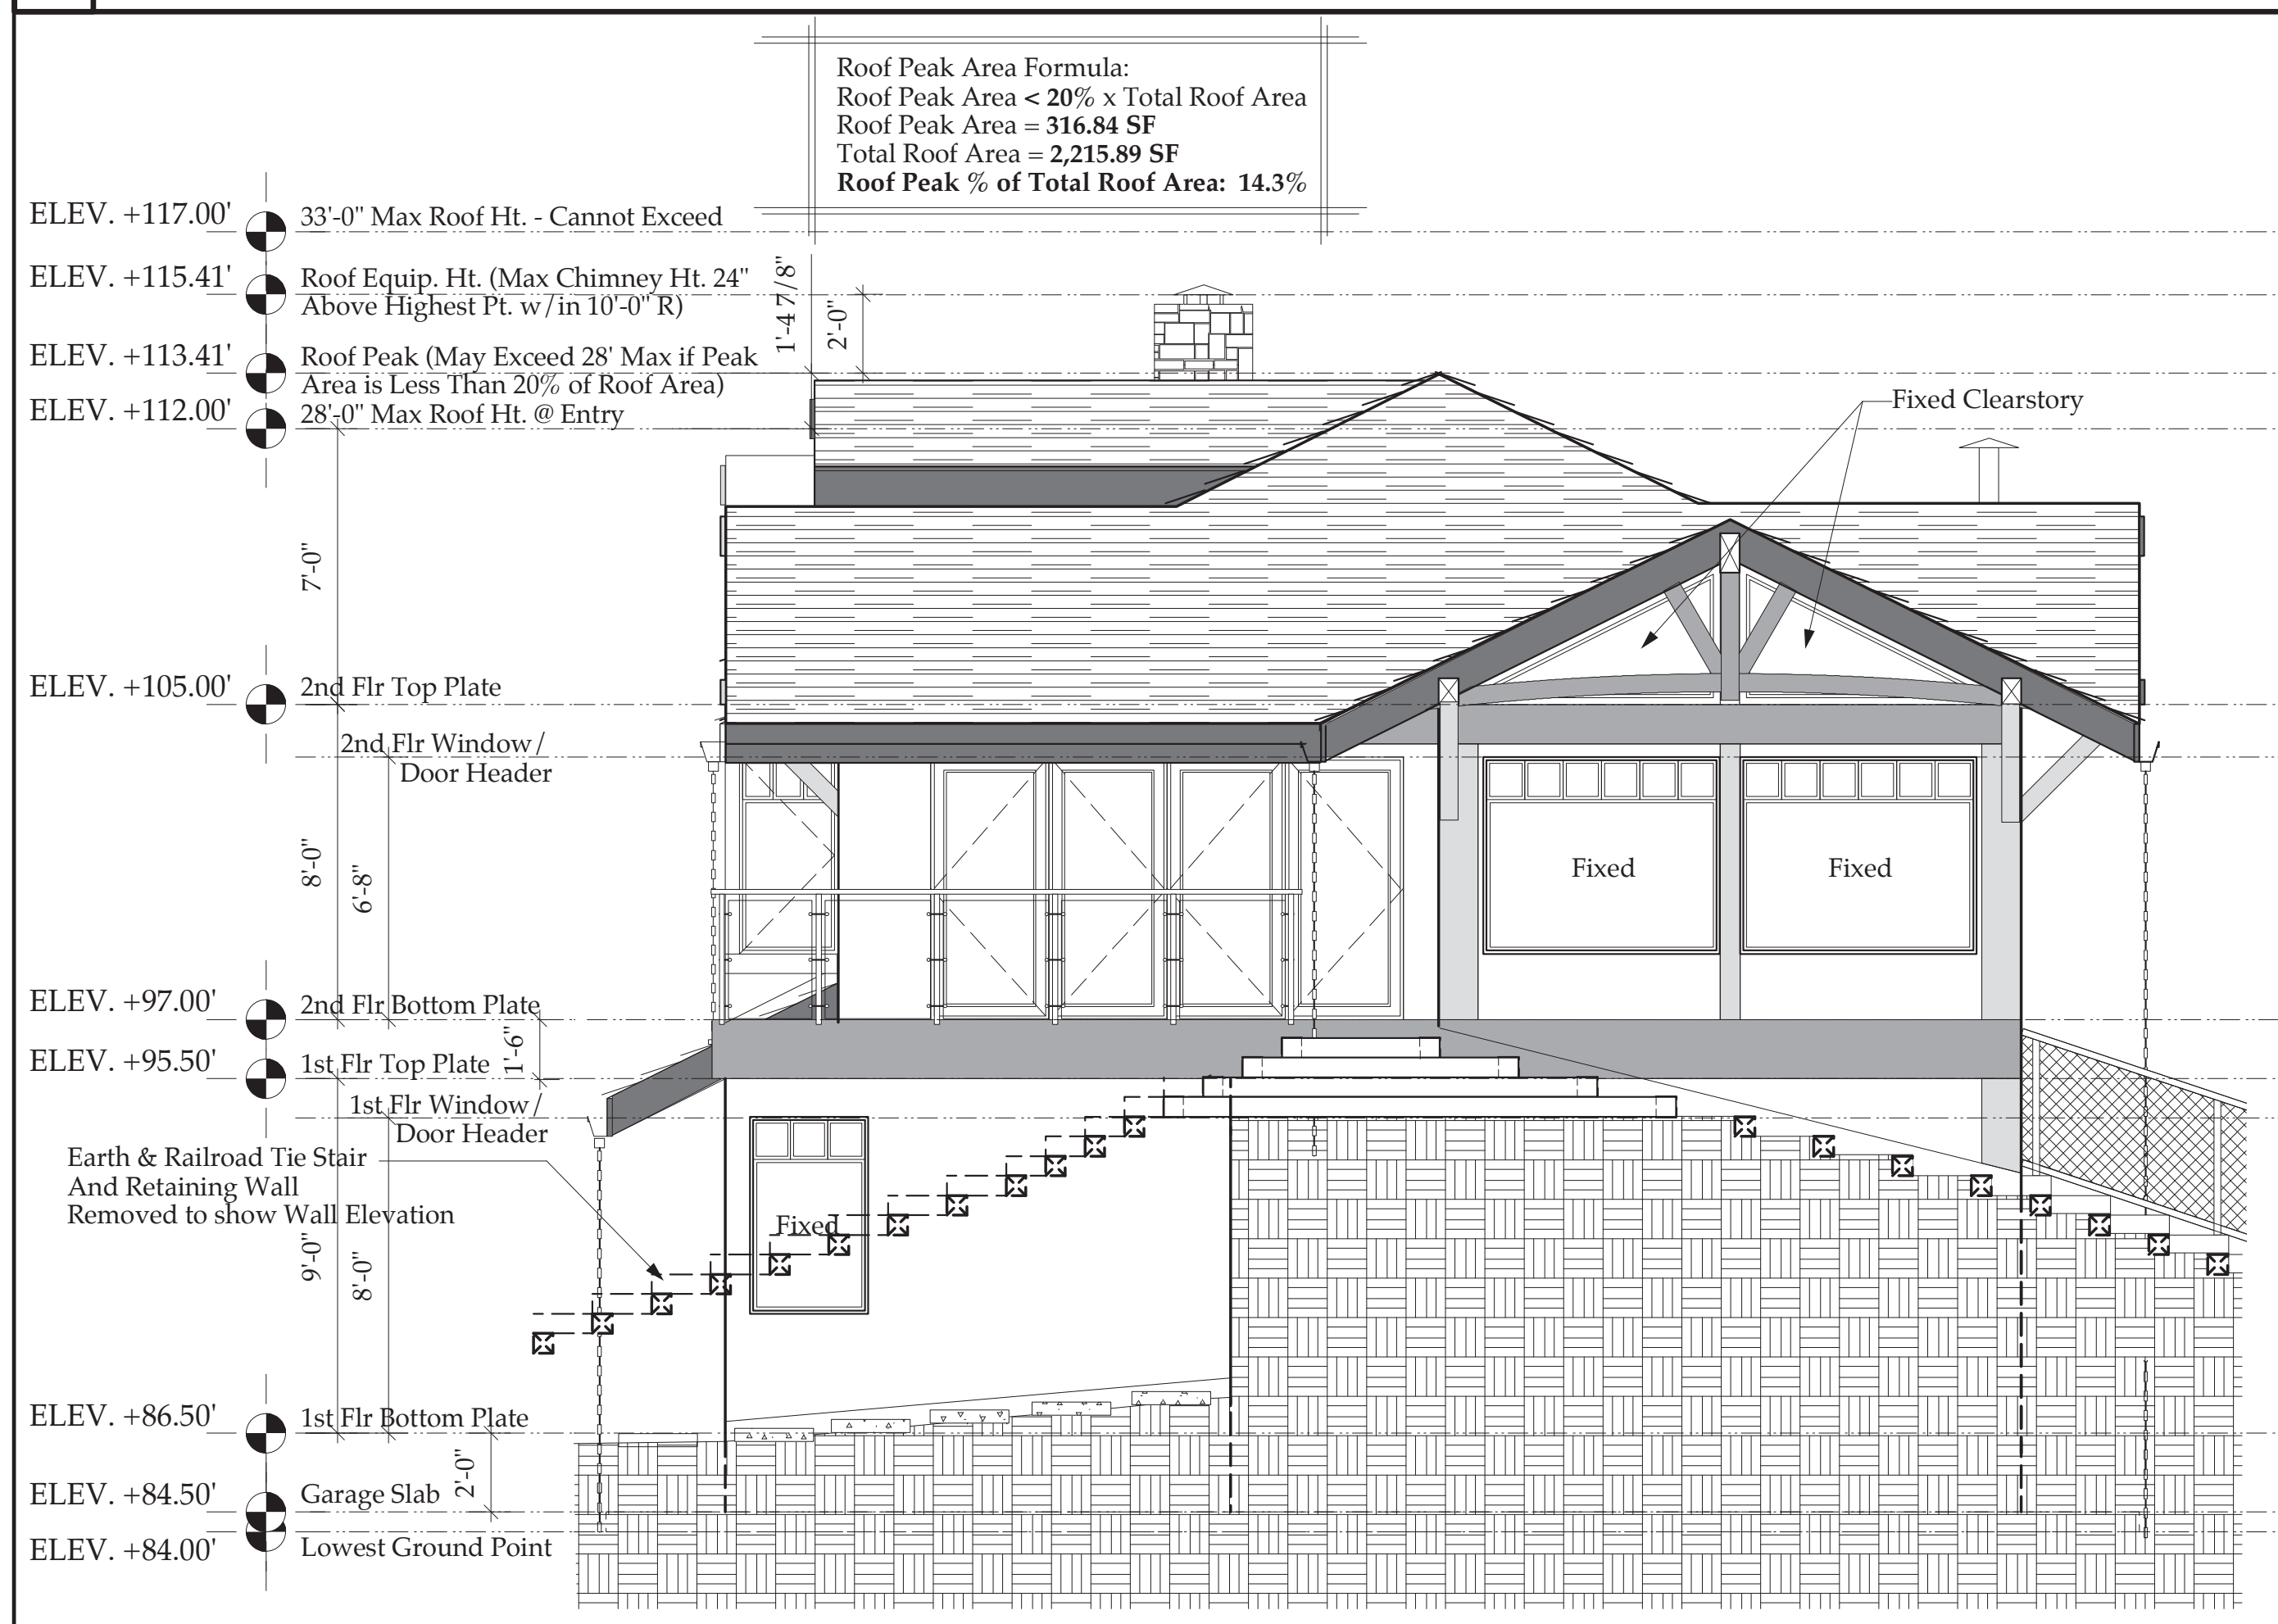 Roof Peak Area Formula:
Roof Peak Area < 20% x Total Roof Area
Roof Peak Area = 316.84 SF
Total Roof Area = 2,215.89 SF
Roof Peak % of Total Roof Area: 14.3%
ELEV. +117.00'
33'-0" Max Roof Ht. - Cannot Exceed
ELEV. +115.41'
Roof Equip. Ht. (Max Chimney Ht. 24"
Above Highest Pt. w/in 10'-0" R)
1'-4 7/8"
2'-0"
ELEV. +113.41'
Roof Peak (May Exceed 28' Max if Peak
Area is Less Than 20% of Roof Area)
ELEV. +112.00'
28'-0" Max Roof Ht. @ Entry
Fixed Clearstory
7'-0"
ELEV. +105.00'
2nd Flr Top Plate
2nd Flr Window/
Door Header
8'-0"
6'-8"
Fixed
Fixed
ELEV. +97.00'
2nd Flr Bottom Plate
1'-6"
ELEV. +95.50'
1st Flr Top Plate
1st Flr Window/
Door Header
Earth & Railroad Tie Stair
And Retaining Wall
Removed to show Wall Elevation
Fixed
9'-0"
8'-0"
ELEV. +86.50'
1st Flr Bottom Plate
2'-0"
ELEV. +84.50'
Garage Slab
ELEV. +84.00'
Lowest Ground Point